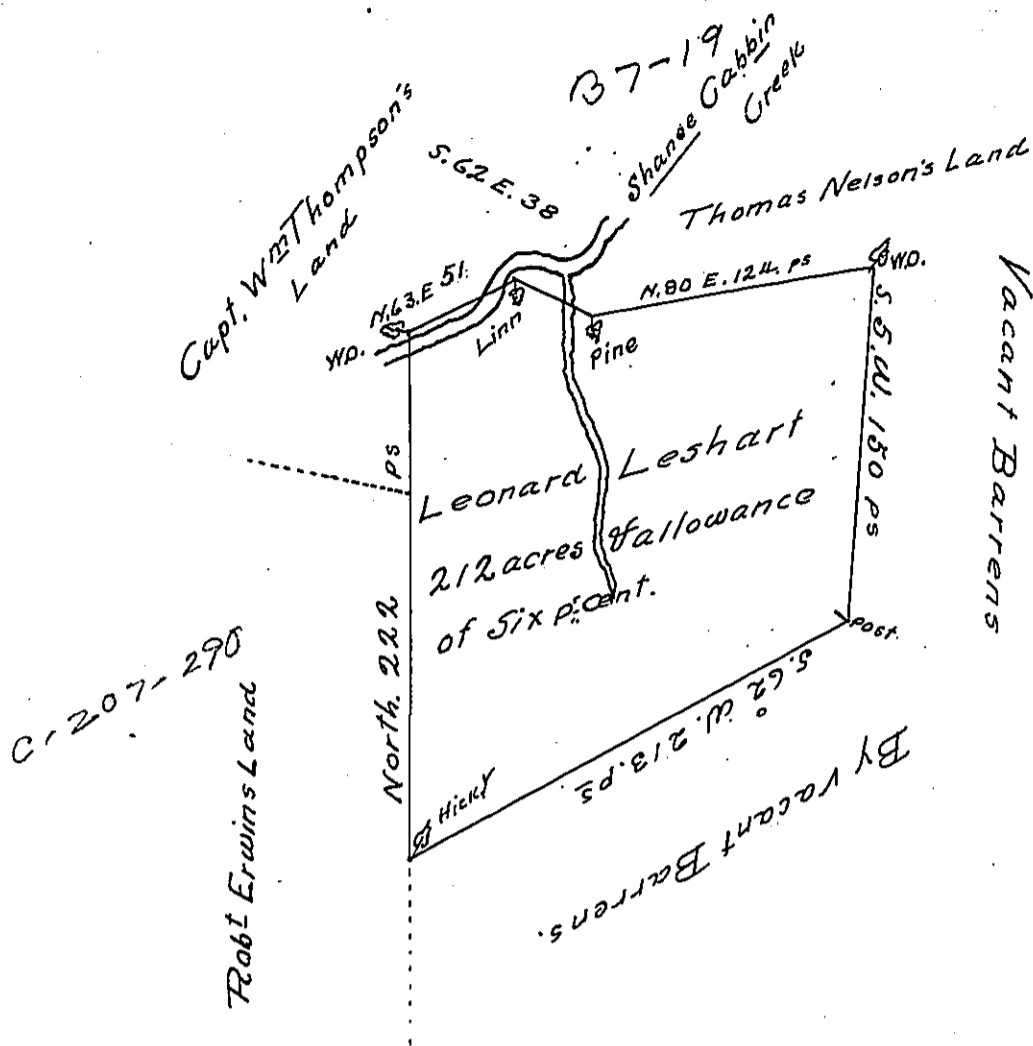 B7-19
Shanee Cabbin
Creek
Capt. Wm Thompson's
Land
S. 62 E. 38
Thomas Nelson's Land
N. 63. E 51.
W.O.
Linn
Pine
N. 80 E. 124. ps
W.O.
S. 5. W. 150 ps
Vacant Barrens
North. 222 ps
Leonard Leshart
212 acres & allowance
of Six p:cent.
Post.
S. 62° W. 213. ps
By Vacant Barrens.
Hicky
C-207-290
Robt Erwins Land